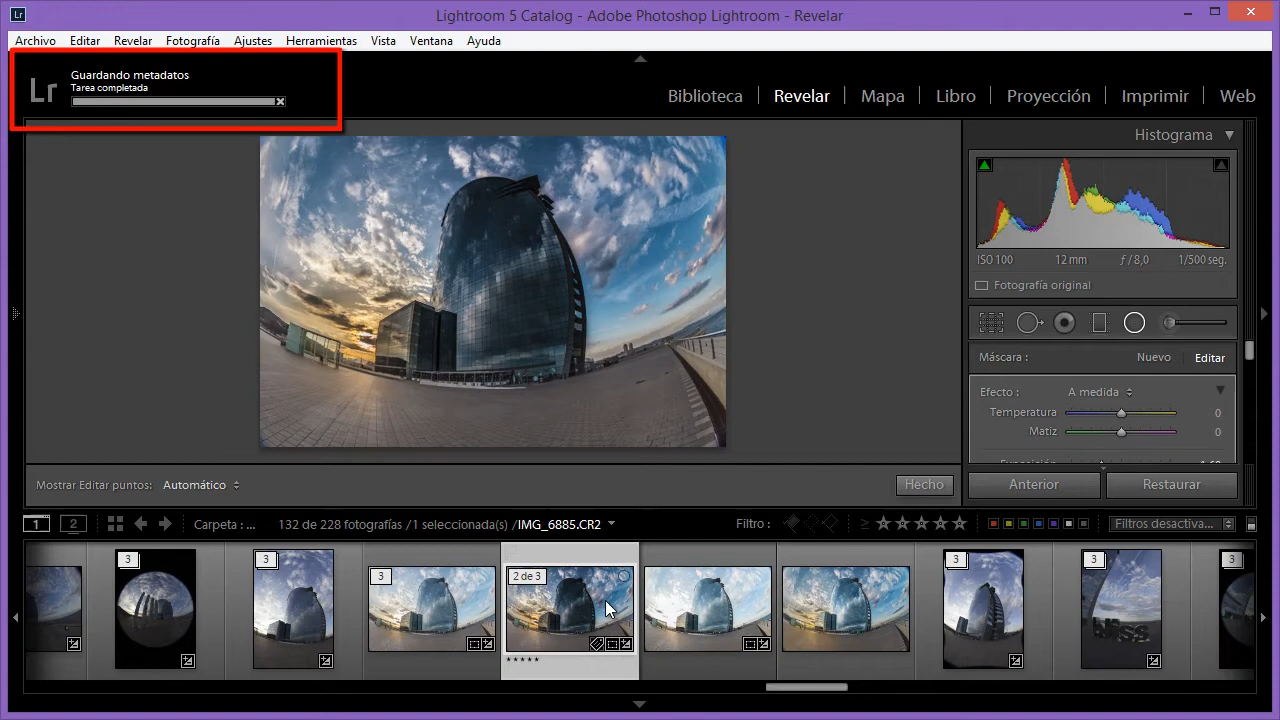 Lr
Lightroom 5 Catalog - Adobe Photoshop Lightroom - Revelar
Archivo Editar Revelar Fotografía Ajustes Herramientas Vista Ventana Ayuda
Lr
Guardando metadatos
Tarea completada
Biblioteca Revelar Mapa Libro Proyección Imprimir Web
Histograma
ISO 100 12 mm ƒ / 8,0 1/500 seg.
Fotografía original
Máscara : Nuevo Editar
Efecto : A medida
Temperatura 0
Matiz 0
Mostrar Editar puntos: Automático Hecho
Anterior Restaurar
1 2 Carpeta : ... 132 de 228 fotografías /1 seleccionada(s) /IMG_6885.CR2 Filtro : Filtros desactiva...
3 3 3 2 de 3 3 3 3